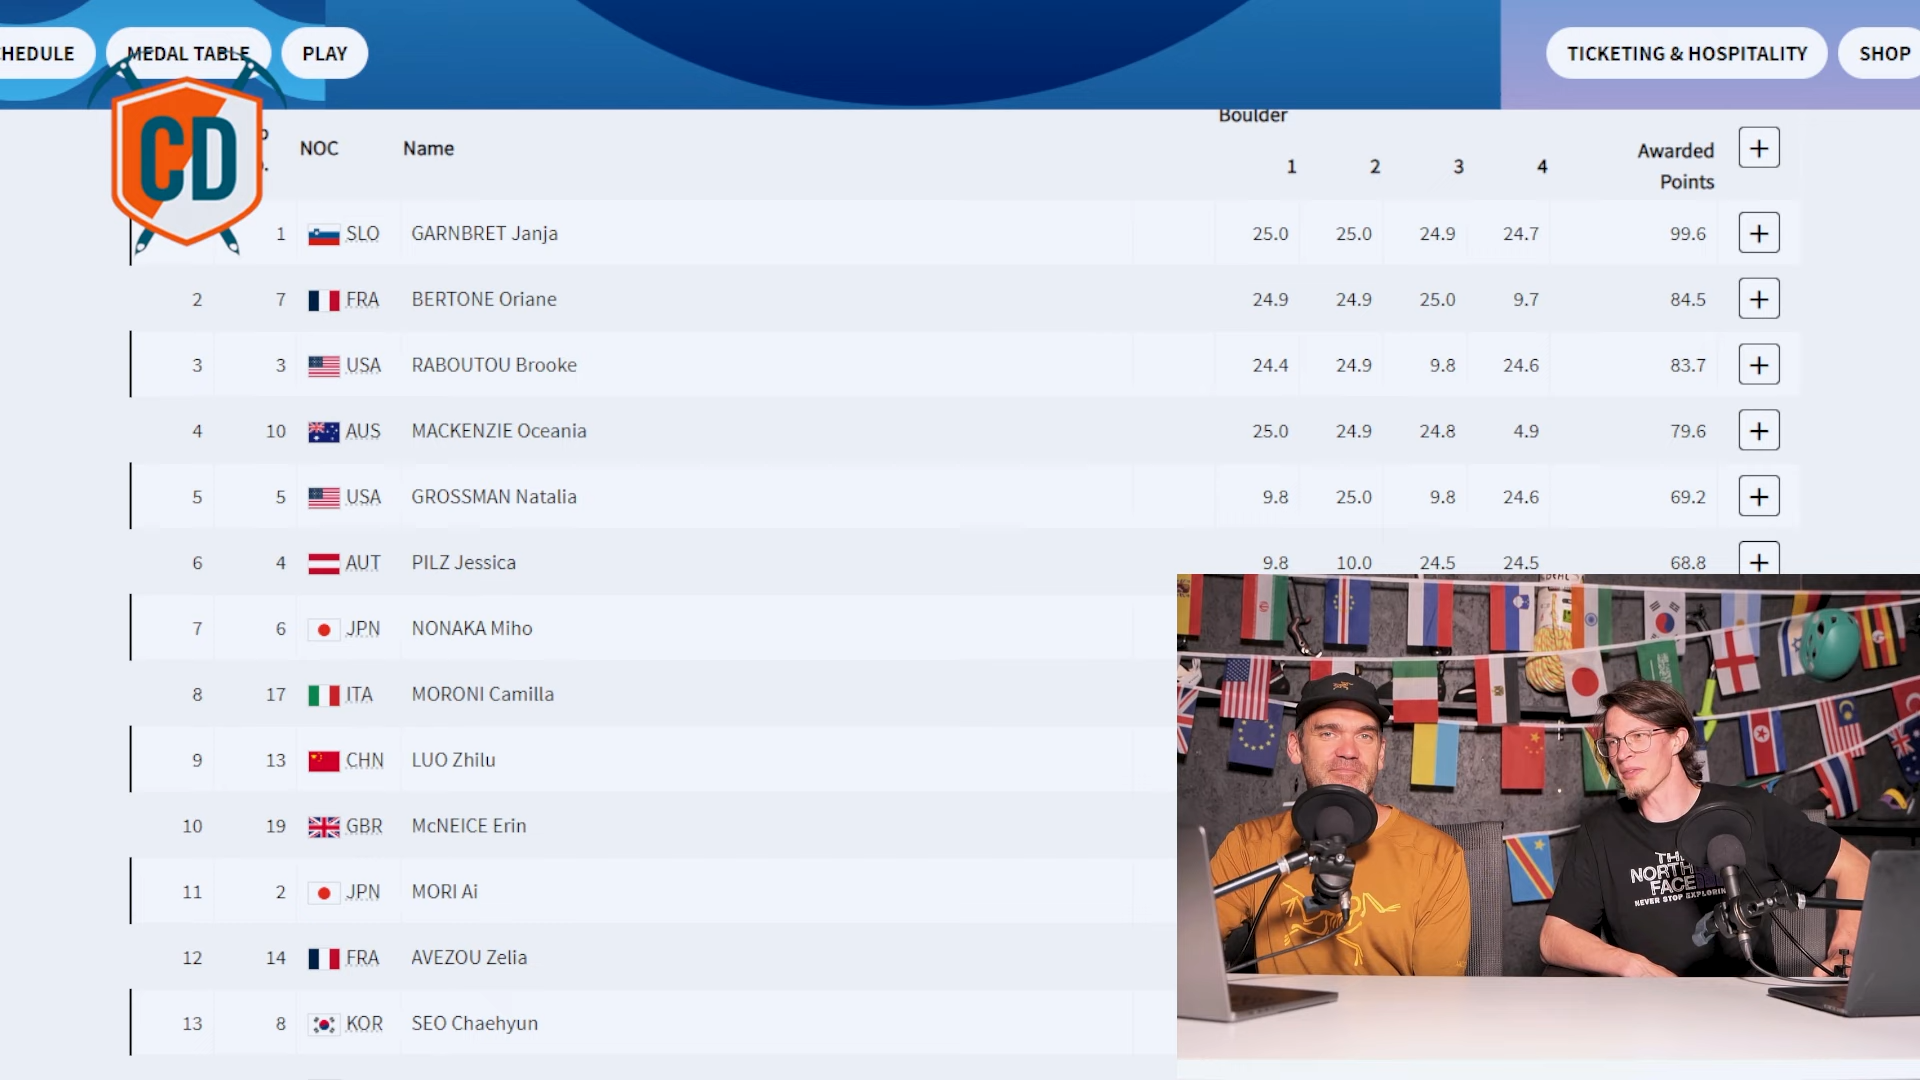 CHEDULE MEDAL TABLE PLAY TICKETING & HOSPITALITY SHOP
CD
NOC Name Boulder 1 2 3 4 Awarded Points +
1 SLO GARNBRET Janja 25.0 25.0 24.9 24.7 99.6 +
2 7 FRA BERTONE Oriane 24.9 24.9 25.0 9.7 84.5 +
3 3 USA RABOUTOU Brooke 24.4 24.9 9.8 24.6 83.7 +
4 10 AUS MACKENZIE Oceania 25.0 24.9 24.8 4.9 79.6 +
5 5 USA GROSSMAN Natalia 9.8 25.0 9.8 24.6 69.2 +
6 4 AUT PILZ Jessica 9.8 10.0 24.5 24.5 68.8 +
7 6 JPN NONAKA Miho
8 17 ITA MORONI Camilla
9 13 CHN LUO Zhilu
10 19 GBR McNEICE Erin
11 2 JPN MORI Ai
12 14 FRA AVEZOU Zelia
13 8 KOR SEO Chaehyun
THE
NORTH
FACE
NEVER STOP EXPLORING